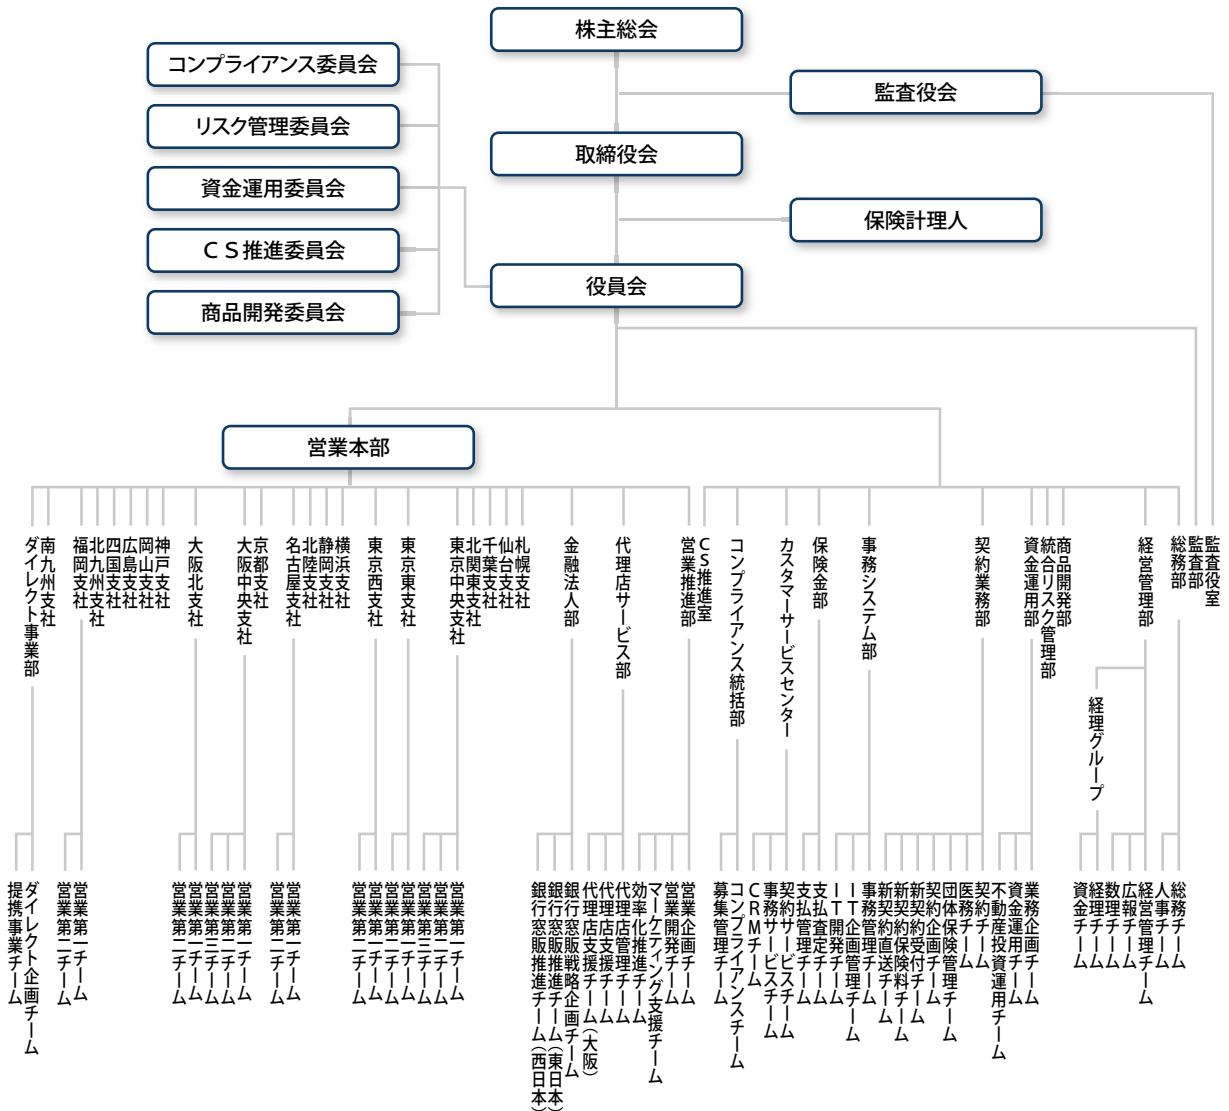 株主総会
コンプライアンス委員会
監査役会
リスク管理委員会
取締役会
資金運用委員会
保険計理人
ＣＳ推進委員会
役員会
商品開発委員会
営業本部
監査役室
監査部
総務部
経営管理部
商品開発部
統合リスク管理部
資金運用部
契約業務部
事務システム部
保険金部
カスタマーサービスセンター
コンプライアンス統括部
CS推進室
営業推進部
代理店サービス部
金融法人部
札幌支社
仙台支社
千葉支社
北関東支社
東京中央支社
東京東支社
東京西支社
横浜支社
静岡支社
北陸支社
名古屋支社
京都支社
大阪中央支社
大阪北支社
神戸支社
岡山支社
広島支社
四国支社
北九州支社
福岡支社
南九州支社
ダイレクト事業部
経理グループ
総務チーム
人事チーム
経営管理チーム
広報チーム
数理チーム
経理チーム
資金チーム
業務企画チーム
資金運用チーム
不動産投資運用チーム
契約チーム
医務チーム
団体保険管理チーム
契約企画チーム
新契約受付チーム
新契約保険料チーム
新契約直送チーム
事務管理チーム
IT企画管理チーム
IT開発チーム
支払査定チーム
支払管理チーム
契約サービスチーム
事務サービスチーム
CRMチーム
コンプライアンスチーム
募集管理チーム
営業企画チーム
営業開発チーム
マーケティング支援チーム
効率化推進チーム
代理店管理チーム
代理店支援チーム
代理店支援チーム（大阪）
銀行窓販戦略企画チーム
銀行窓販推進チーム（東日本）
銀行窓販推進チーム（西日本）
営業第一チーム
営業第二チーム
営業第三チーム
営業第一チーム
営業第二チーム
営業第一チーム
営業第二チーム
営業第一チーム
営業第二チーム
営業第一チーム
営業第二チーム
営業第三チーム
営業第一チーム
営業第二チーム
営業第一チーム
営業第二チーム
ダイレクト企画チーム
提携事業チーム